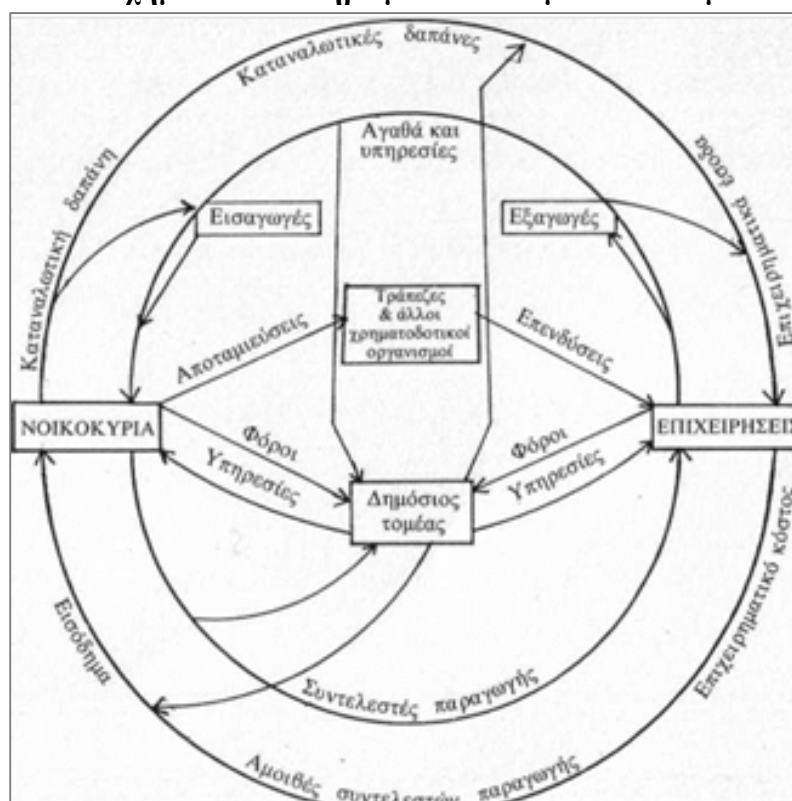 Καταναλωτικές δαπάνες
Αγαθά και
υπηρεσίες
Καταναλωτική δαπάνη
Επιχειρηματικά έσοδα
Εισαγωγές
Εξαγωγές
Τράπεζες
& άλλοι
χρηματοδοτικοί
οργανισμοί
Αποταμιεύσεις
Επενδύσεις
ΝΟΙΚΟΚΥΡΙΑ
ΕΠΙΧΕΙΡΗΣΕΙΣ
Φόροι
Υπηρεσίες
Φόροι
Υπηρεσίες
Δημόσιος
τομέας
Εισόδημα
Επιχειρηματικό κόστος
Συντελεστές παραγωγής
Αμοιβές συντελεστών παραγωγής